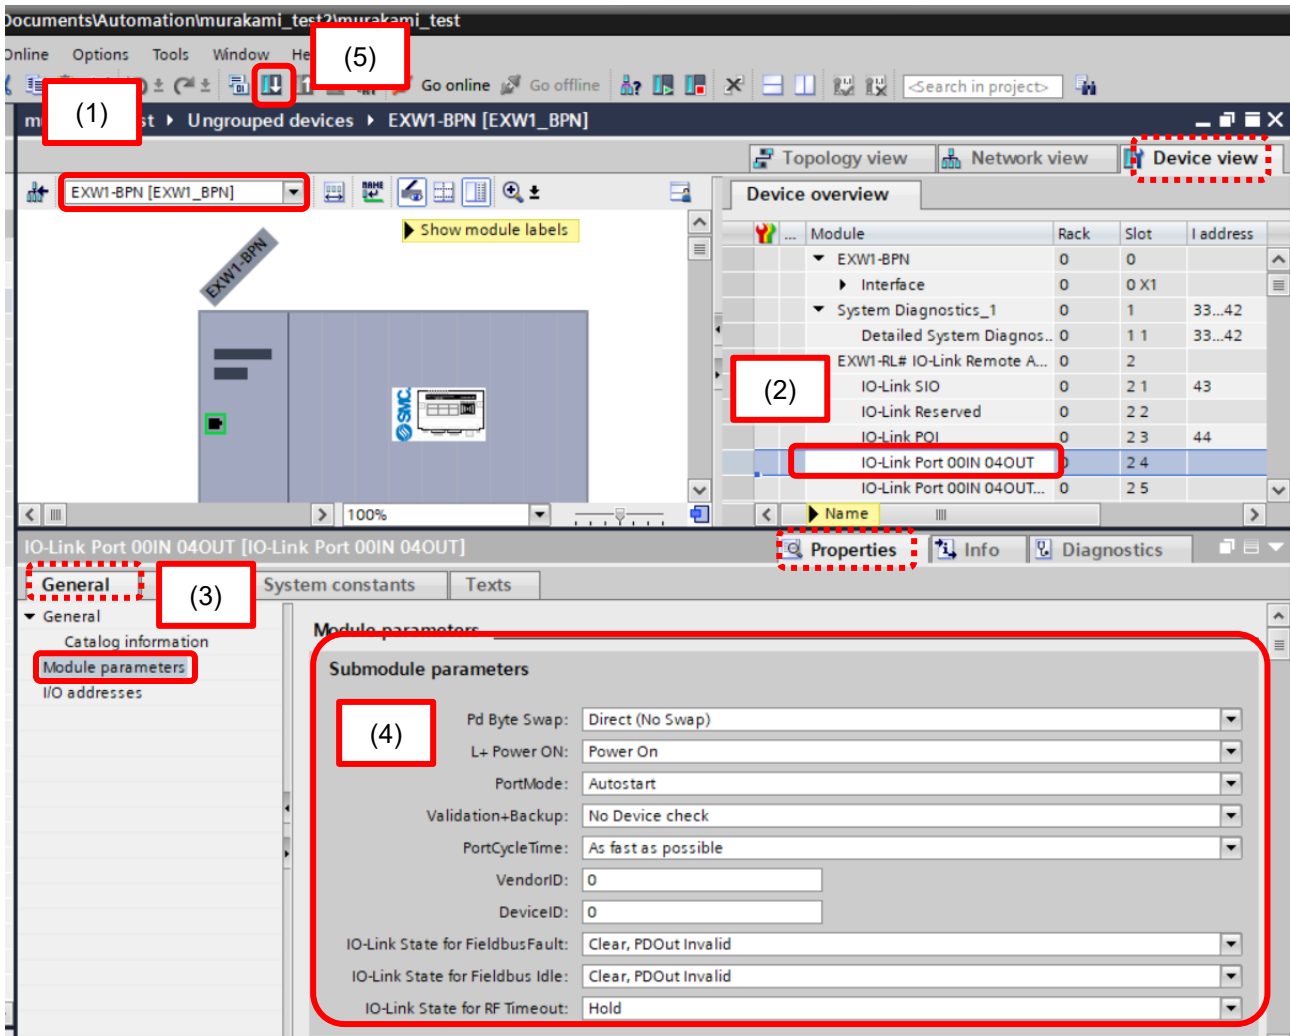 Documents\Automation\murakami_test2\murakami_test
Online Options Tools Window He
(5)
Go online Go offline <Search in project>
(1)
st ▸ Ungrouped devices ▸ EXW1-BPN [EXW1_BPN]
Topology view Network view Device view
EXW1-BPN [EXW1_BPN]
Device overview
Show module labels
... Module Rack Slot I address
EXW1-BPN 0 0
EXW1-BPN
Interface 0 0 X1
System Diagnostics_1 0 1 33...42
Detailed System Diagnos.. 0 1 1 33...42
EXW1-RL# IO-Link Remote A... 0 2
(2)
IO-Link SIO 0 2 1 43
IO-Link Reserved 0 2 2
SMC
IO-Link PQI 0 2 3 44
IO-Link Port 00IN 04OUT 0 2 4
IO-Link Port 00IN 04OUT... 0 2 5
100%
Name
IO-Link Port 00IN 04OUT [IO-Link Port 00IN 04OUT]
Properties Info Diagnostics
General System constants Texts
(3)
General
Catalog information
Module parameters
I/O addresses
Module parameters
Submodule parameters
(4)
Pd Byte Swap: Direct (No Swap)
L+ Power ON: Power On
PortMode: Autostart
Validation+Backup: No Device check
PortCycleTime: As fast as possible
VendorID: 0
DeviceID: 0
IO-Link State for FieldbusFault: Clear, PDOut Invalid
IO-Link State for Fieldbus Idle: Clear, PDOut Invalid
IO-Link State for RF Timeout: Hold